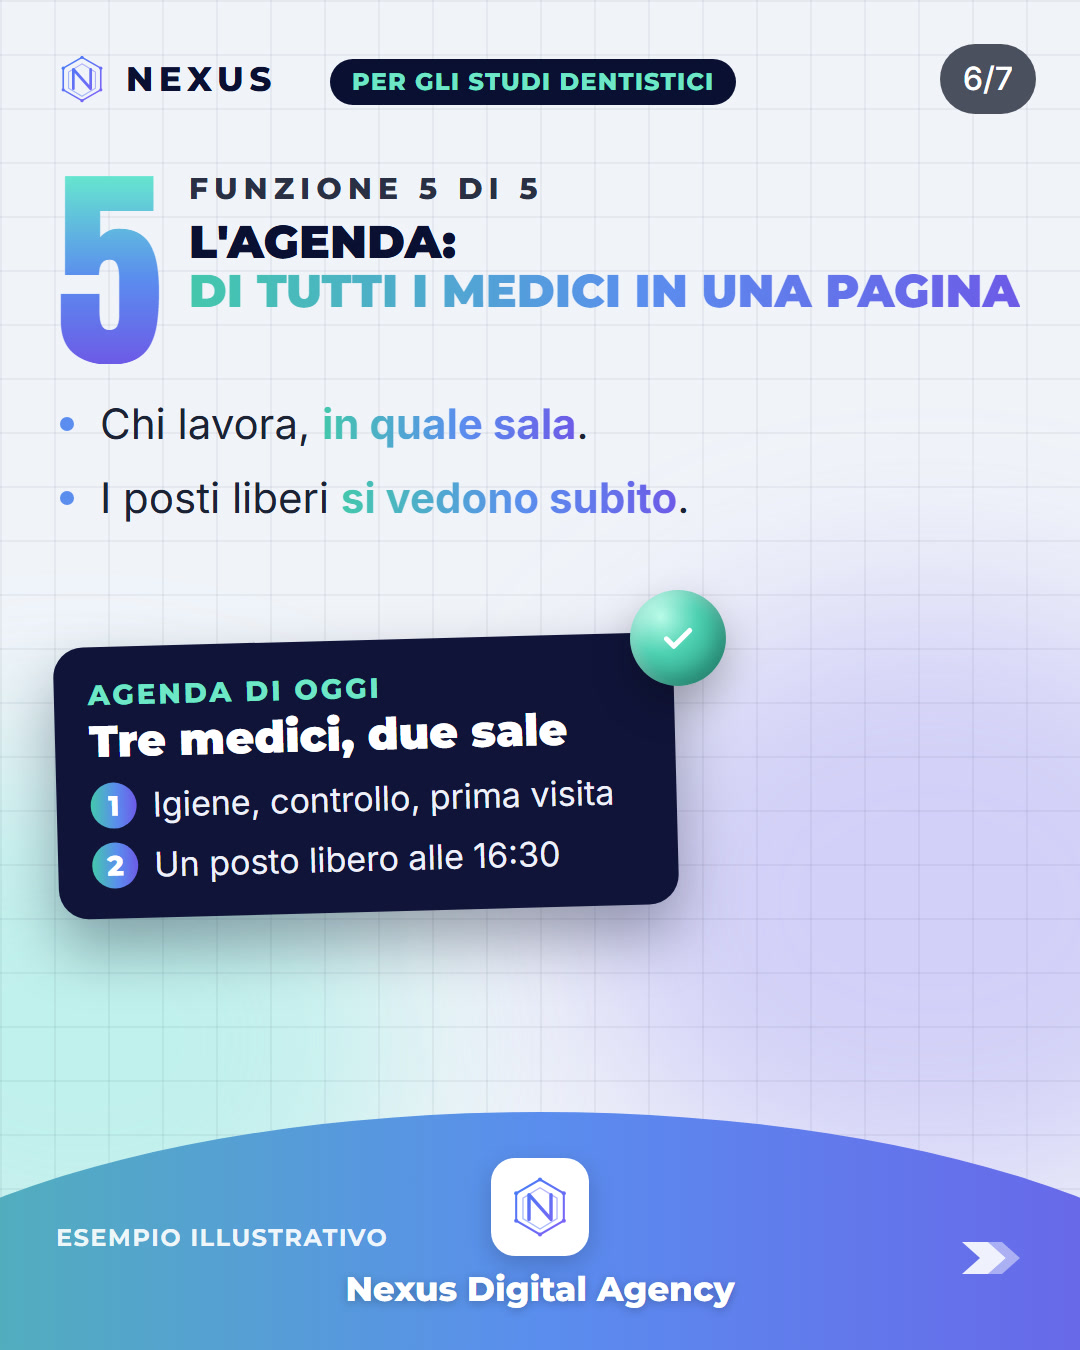 NEXUS
PER GLI STUDI DENTISTICI
6/7
5
FUNZIONE 5 DI 5
L'AGENDA:
DI TUTTI I MEDICI IN UNA PAGINA
• Chi lavora, in quale sala.
• I posti liberi si vedono subito.
AGENDA DI OGGI
Tre medici, due sale
1 Igiene, controllo, prima visita
2 Un posto libero alle 16:30
ESEMPIO ILLUSTRATIVO
N
Nexus Digital Agency